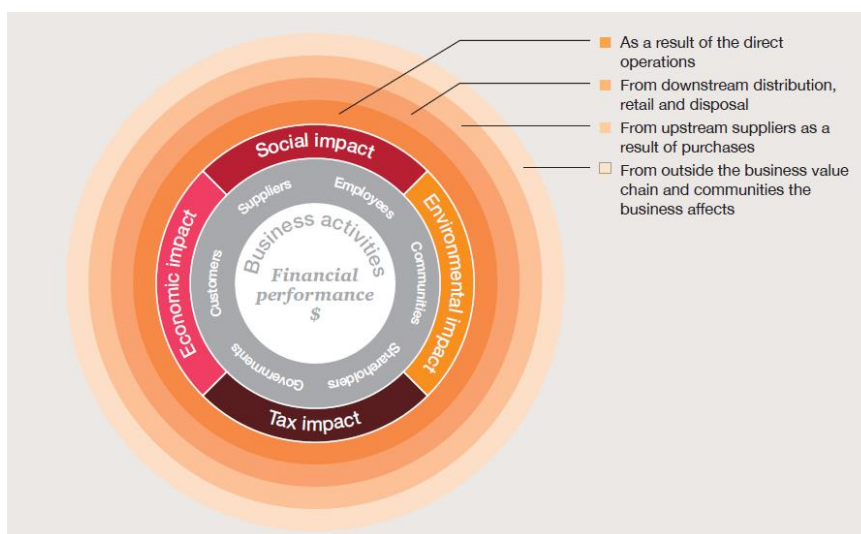 As a result of the direct
operations
From downstream distribution,
retail and disposal
From upstream suppliers as a
result of purchases
From outside the business value
chain and communities the
business affects
Social impact
Environmental impact
Tax impact
Economic impact
Suppliers
Employees
Communities
Shareholders
Governments
Customers
Business activities
Financial
performance
$